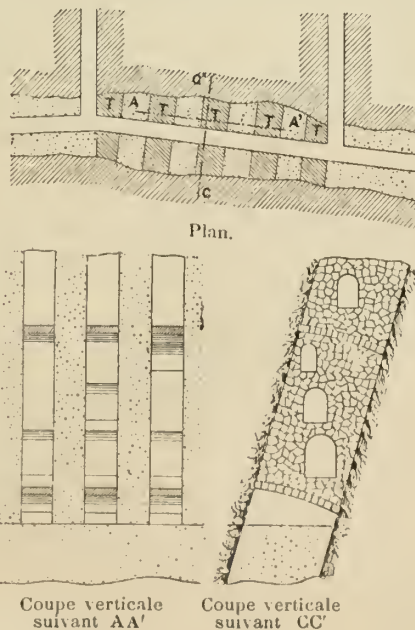 T A T T T A' T
C
Plan.
Coupe verticale
suivant AA'
Coupe verticale
suivant CC'